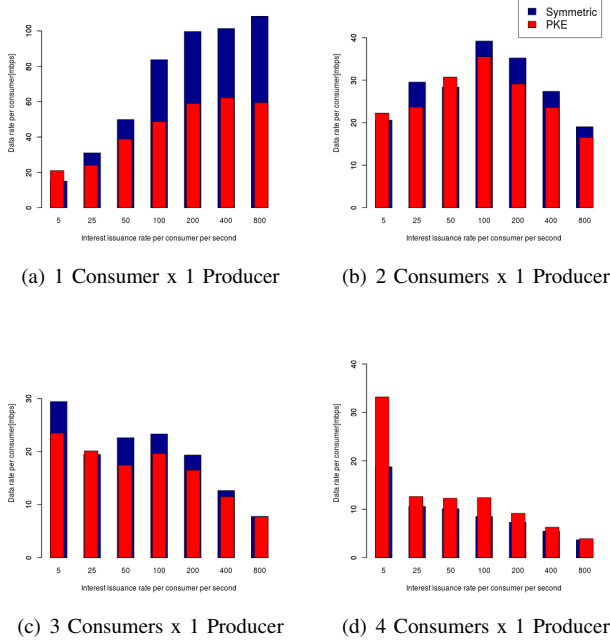 Symmetric
PKE
Data rate per consumer[mbps]
100
80
60
40
20
0
5 25 50 100 200 400 800
Interest issuance rate per consumer per second
(a) 1 Consumer x 1 Producer
Data rate per consumer[mbps]
40
30
20
10
0
5 25 50 100 200 400 800
Interest issuance rate per consumer per second
(b) 2 Consumers x 1 Producer
Data rate per consumer[mbps]
30
20
10
0
5 25 50 100 200 400 800
Interest issuance rate per consumer per second
(c) 3 Consumers x 1 Producer
Data rate per consumer[mbps]
40
30
20
10
0
5 25 50 100 200 400 800
Interest issuance rate per consumer per second
(d) 4 Consumers x 1 Producer